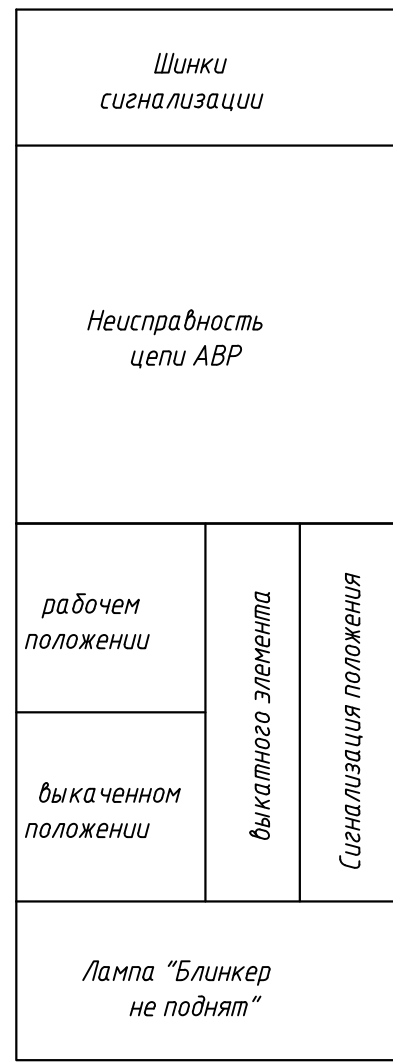 Шинки
сигнализации
Неисправность
цепи АВР
рабочем
положении
выкаченном
положении
выкатного элемента
Сигнализация положения
Лампа "Блинкер
не поднят"